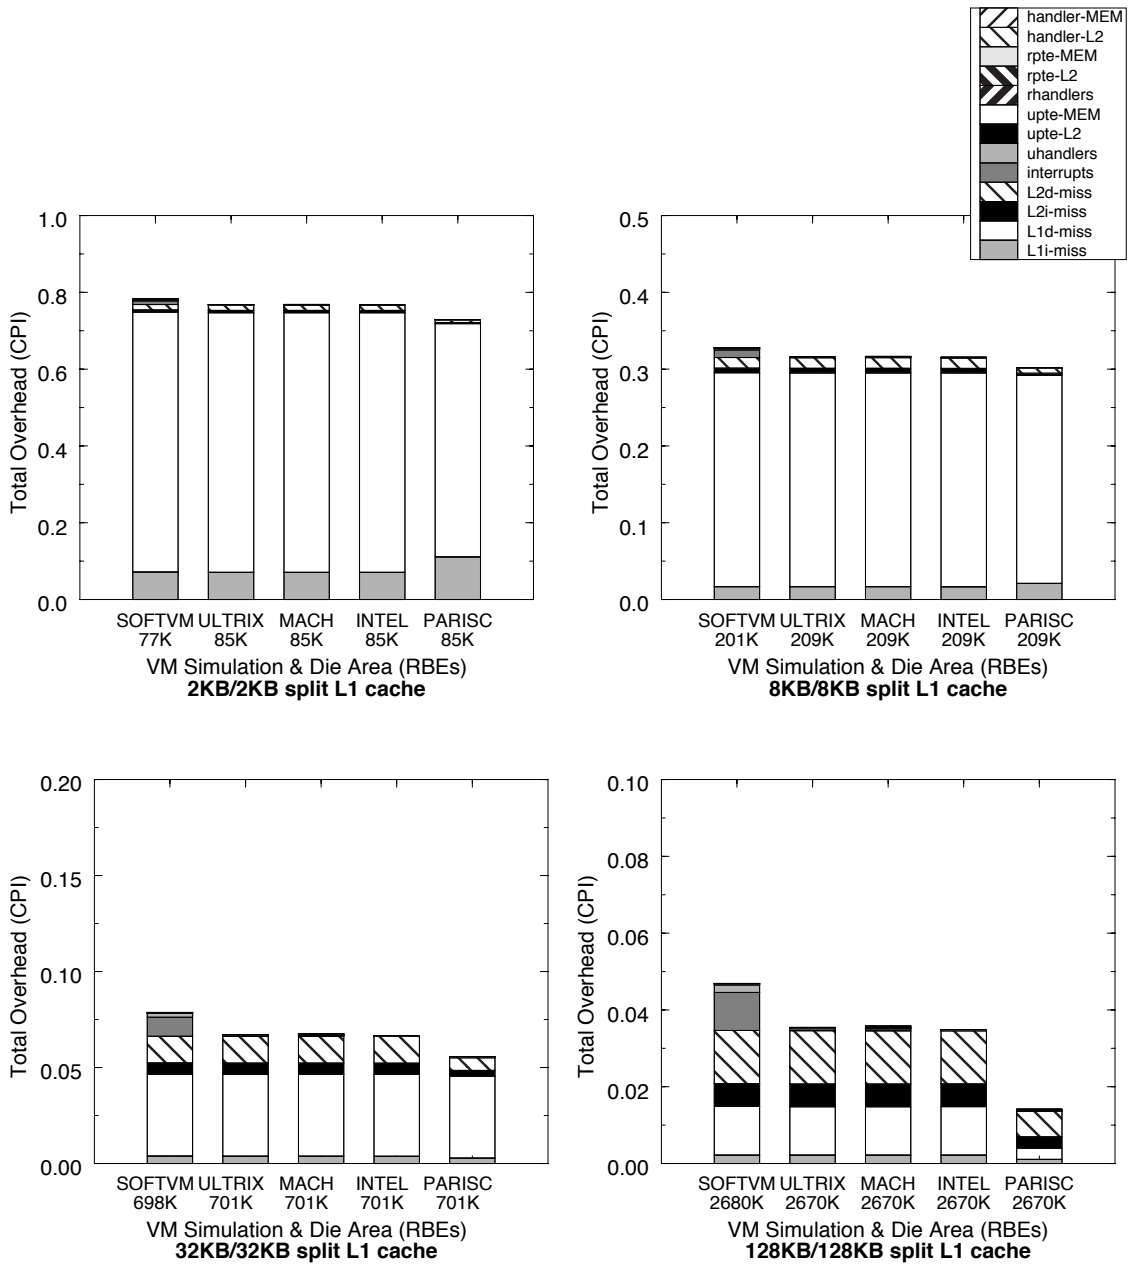 handler-MEM
handler-L2
rpte-MEM
rpte-L2
rhandlers
upte-MEM
upte-L2
uhandlers
interrupts
L2d-miss
L2i-miss
L1d-miss
L1i-miss
Total Overhead (CPI)
1.0
0.8
0.6
0.4
0.2
0.0
SOFTVM ULTRIX MACH INTEL PARISC
77K 85K 85K 85K 85K
VM Simulation & Die Area (RBEs)
2KB/2KB split L1 cache
Total Overhead (CPI)
0.5
0.4
0.3
0.2
0.1
0.0
SOFTVM ULTRIX MACH INTEL PARISC
201K 209K 209K 209K 209K
VM Simulation & Die Area (RBEs)
8KB/8KB split L1 cache
Total Overhead (CPI)
0.20
0.15
0.10
0.05
0.00
SOFTVM ULTRIX MACH INTEL PARISC
698K 701K 701K 701K 701K
VM Simulation & Die Area (RBEs)
32KB/32KB split L1 cache
Total Overhead (CPI)
0.10
0.08
0.06
0.04
0.02
0.00
SOFTVM ULTRIX MACH INTEL PARISC
2680K 2670K 2670K 2670K 2670K
VM Simulation & Die Area (RBEs)
128KB/128KB split L1 cache